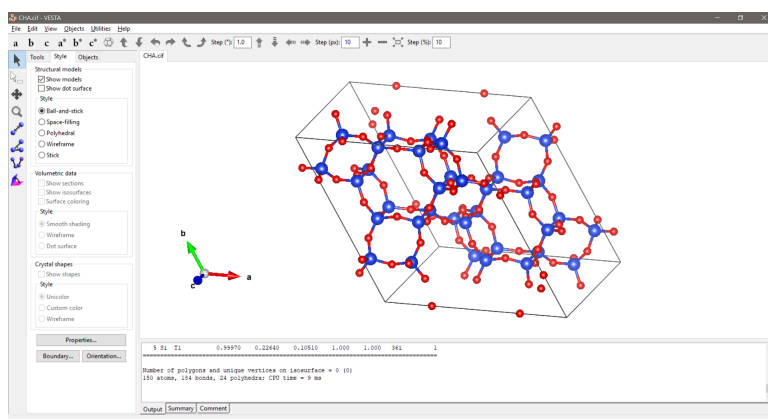 CHA.cif - VESTA
File Edit View Objects Utilities Help
a b c a* b* c* Step (°): 1.0 Step (px): 10 Step (%): 10
Tools Style Objects
CHA.cif
Structural models
Show models
Show dot surface
Style
Ball-and-stick
Space-filling
Polyhedral
Wireframe
Stick
Volumetric data
Show sections
Show isosurfaces
Surface coloring
Style
Smooth shading
Wireframe
Dot surface
Crystal shapes
Show shapes
Style
Unicolor
Custom color
Wireframe
Properties...
Boundary... Orientation...
b
a
c
5 Si T1 0.99970 0.22640 0.10510 1.000 1.000 36i 1
Number of polygons and unique vertices on isosurface = 0 (0)
150 atoms, 184 bonds, 24 polyhedra; CPU time = 9 ms
Output Summary Comment